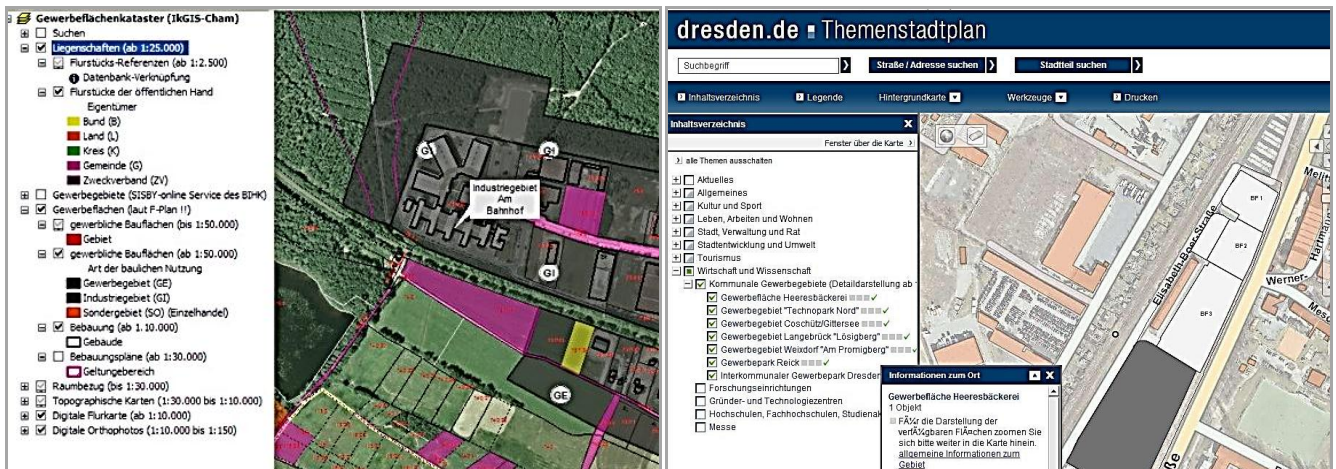 Gewerbeflächenkataster (IkGIS-Cham)
Suchen
Liegenschaften (ab 1:25.000)
Flurstücks-Referenzen (ab 1:2.500)
Datenbank-Verknüpfung
Flurstücke der öffentlichen Hand
Eigentümer
Bund (B)
Land (L)
Kreis (K)
Gemeinde (G)
Zweckverband (ZV)
Gewerbegebiete (SISBY-online Service des BIHK)
Gewerbeflächen (laut F-Plan !!)
gewerbliche Bauflächen (bis 1:50.000)
Gebiet
gewerbliche Bauflächen (ab 1:50.000)
Art der baulichen Nutzung
Gewerbegebiet (GE)
Industriegebiet (GI)
Sondergebiet (SO) (Einzelhandel)
Bebauung (ab 1.10.000)
Gebaude
Bebauungspläne (ab 1:30.000)
Geltungsbereich
Raumbezug (bis 1:30.000)
Topographische Karten (1:30.000 bis 1:10.000)
Digitale Flurkarte (ab 1:10.000)
Digitale Orthophotos (1:10.000 bis 1:150)
GI
Industriegebiet
Am
Bahnhof
GI
GE
dresden.de Themenstadtplan
Suchbegriff
Straße / Adresse suchen
Stadtteil suchen
Inhaltsverzeichnis
Legende
Hintergrundkarte
Werkzeuge
Drucken
Inhaltsverzeichnis X
Fenster über die Karte
alle Themen ausschalten
Aktuelles
Allgemeines
Kultur und Sport
Leben, Arbeiten und Wohnen
Stadt, Verwaltung und Rat
Stadtentwicklung und Umwelt
Tourismus
Wirtschaft und Wissenschaft
Kommunale Gewerbegebiete (Detaildarstellung ab
Gewerbefläche Heeresbäckerei
Gewerbegebiet "Technopark Nord"
Gewerbegebiet Coschütz/Gittersee
Gewerbegebiet Langebrück "Lösigberg"
Gewerbegebiet Weixdorf "Am Promigberg"
Gewerbepark Reick
Interkommunaler Gewerbepark Dresden
Forschungseinrichtungen
Gründer- und Technologiezentren
Hochschulen, Fachhochschulen, Studienak
Messe
Informationen zum Ort X
Gewerbefläche Heeresbäckerei
1 Objekt
FÃ¼r die Darstellung der
verfÃ¼gbaren FlÃ¤chen zoomen Sie
sich bitte weiter in die Karte hinein.
allgemeine Informationen zum
Gebiet
Elisabeth-Boer-Straße
BF 1
BF2
BF3
Werner-
Hartmann